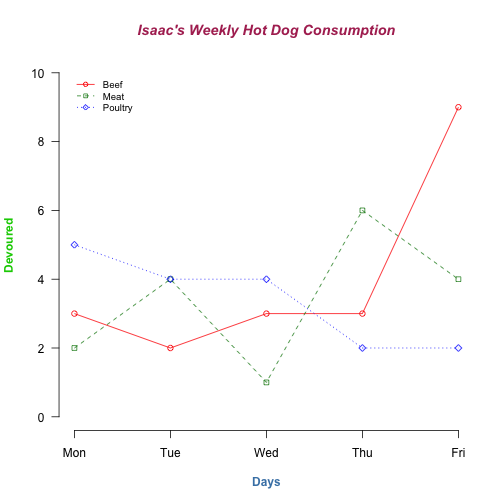 Isaac's Weekly Hot Dog Consumption
Beef
Meat
Poultry
Devoured
10
8
6
4
2
0
Mon Tue Wed Thu Fri
Days